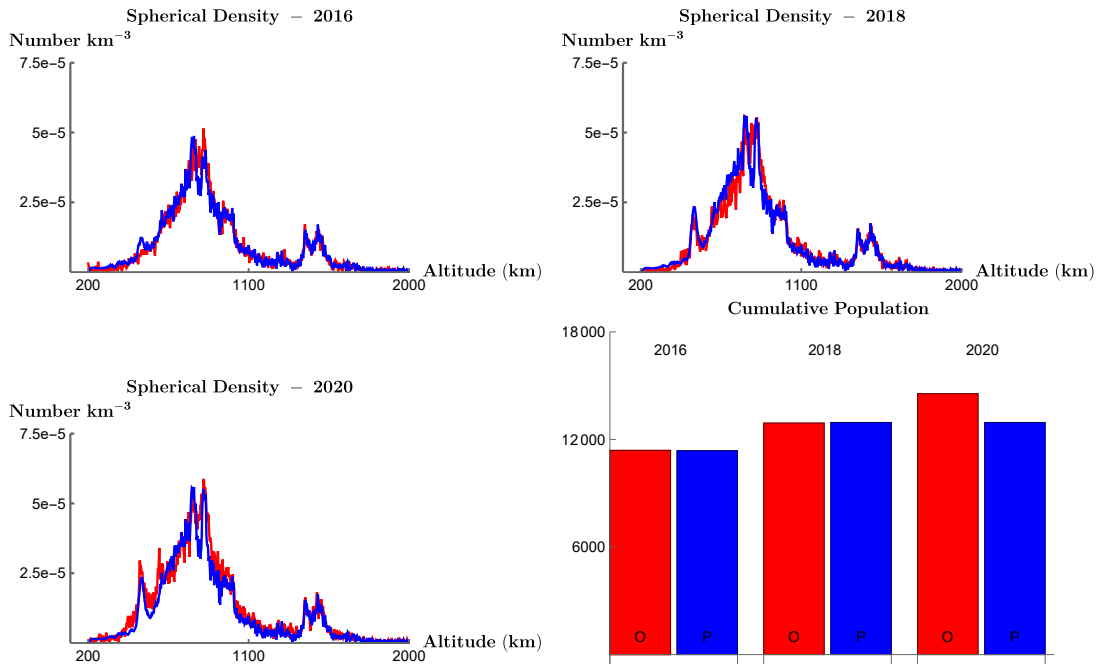 Spherical Density − 2016
Number km⁻³
7.5e−5
5e−5
2.5e−5
200
1100
2000
Altitude (km)
Spherical Density − 2018
Number km⁻³
7.5e−5
5e−5
2.5e−5
200
1100
2000
Altitude (km)
Spherical Density − 2020
Number km⁻³
7.5e−5
5e−5
2.5e−5
200
1100
2000
Altitude (km)
Cumulative Population
18000
12000
6000
2016
2018
2020
O
P
O
P
O
P